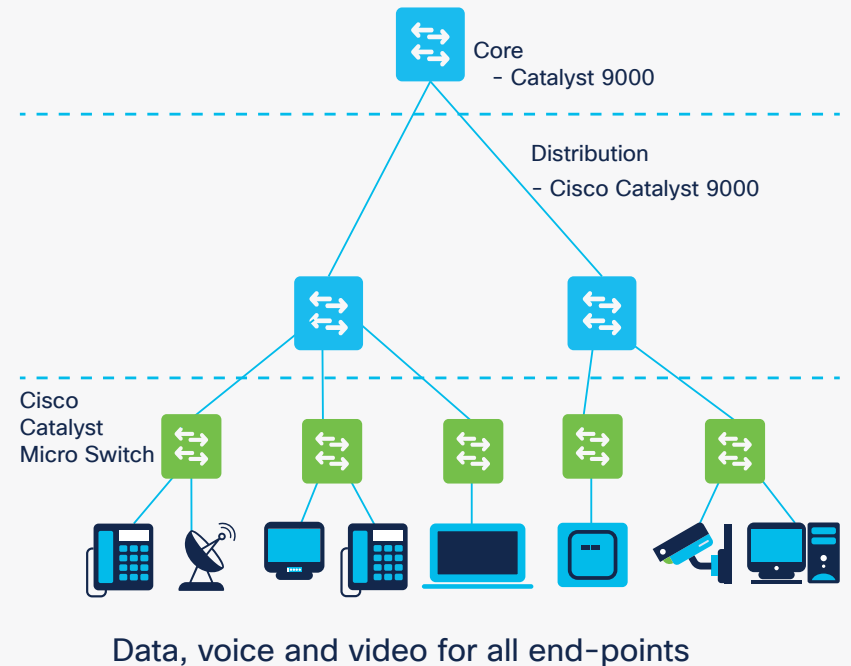 Core
- Catalyst 9000
Distribution
- Cisco Catalyst 9000
Cisco
Catalyst
Micro Switch
Data, voice and video for all end-points